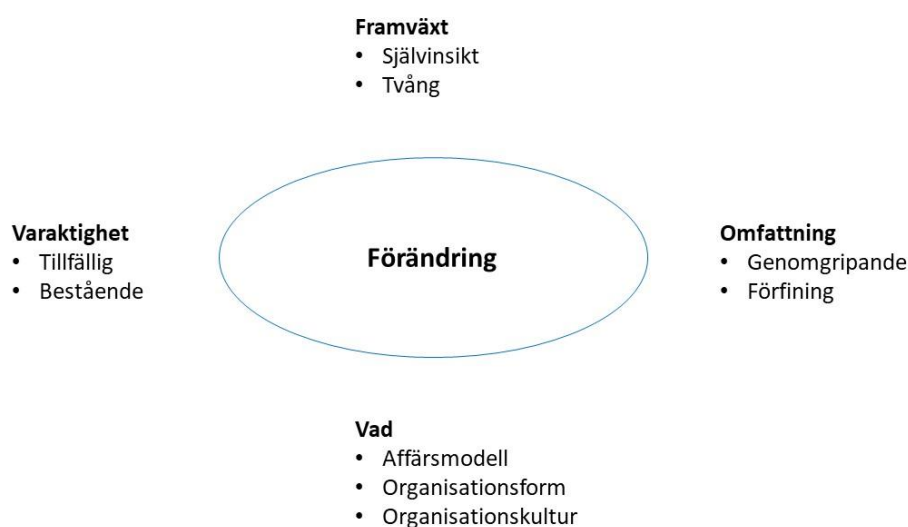 Framväxt
• Självinsikt
• Tvång
Varaktighet
• Tillfällig
• Bestående
Förändring
Omfattning
• Genomgripande
• Förfining
Vad
• Affärsmodell
• Organisationsform
• Organisationskultur